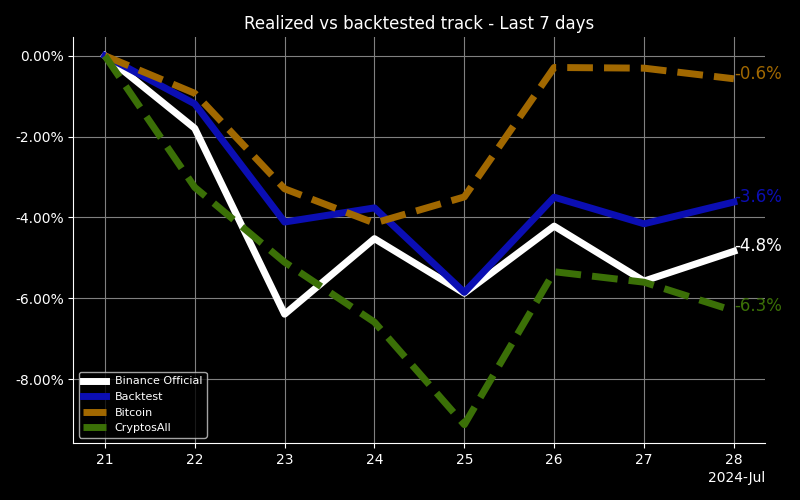 Realized vs backtested track - Last 7 days
0.00%
-2.00%
-4.00%
-6.00%
-8.00%
-0.6%
-3.6%
-4.8%
-6.3%
Binance Official
Backtest
Bitcoin
CryptosAll
21 22 23 24 25 26 27 28
2024-Jul